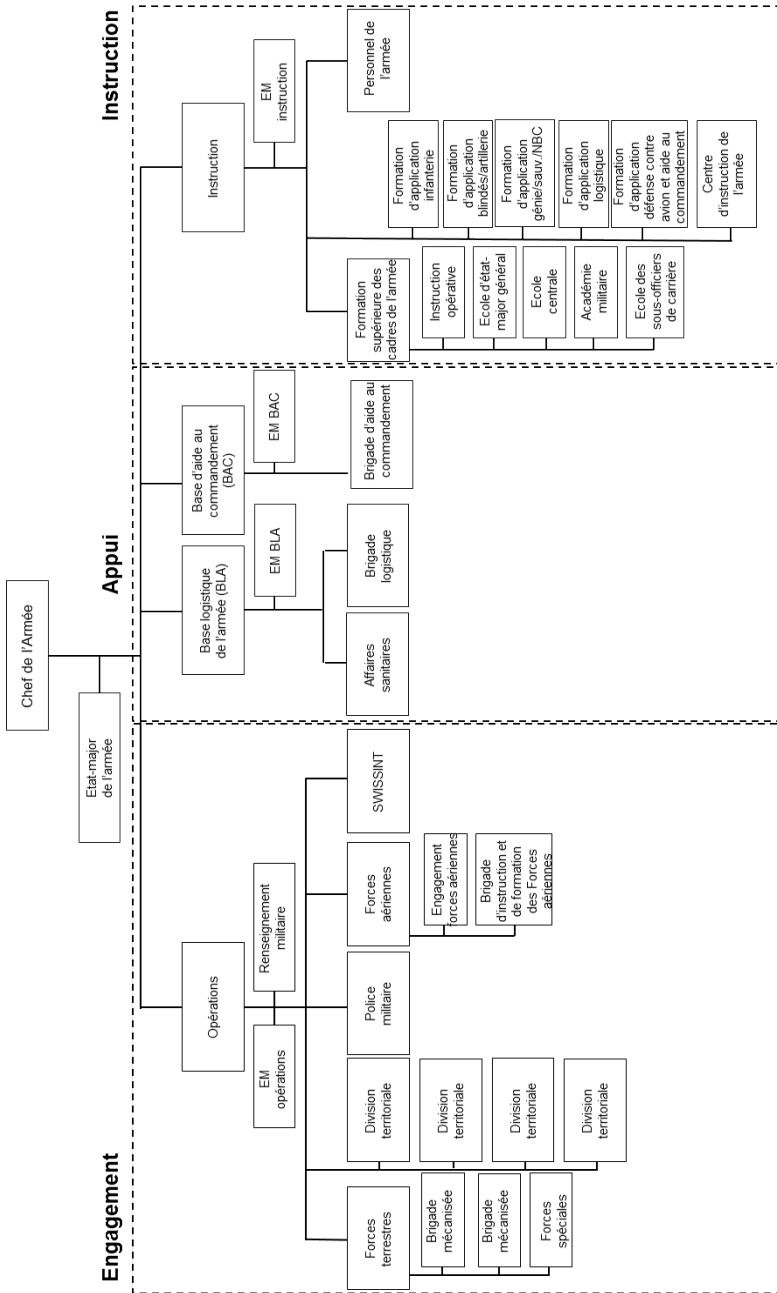 Chef de l'Armée
Etat-major
de l'armée
Engagement
Appui
Instruction
Opérations
EM
opérations
Renseignement
militaire
Forces
terrestres
Brigade
mécanisée
Brigade
mécanisée
Forces
spéciales
Division
territoriale
Division
territoriale
Division
territoriale
Division
territoriale
Police
militaire
Forces
aériennes
Engagement
forces aériennes
Brigade
d'instruction et
de formation
des Forces
aériennes
SWISSINT
Base logistique
de l'armée (BLA)
EM BLA
Affaires
sanitaires
Brigade
logistique
Base d'aide au
commandement
(BAC)
EM BAC
Brigade d'aide au
commandement
Instruction
EM
instruction
Formation
supérieure des
cadres de l'armée
Instruction
opérative
Ecole d'état-
major général
Ecole
centrale
Académie
militaire
Ecole des
sous-officiers
de carrière
Formation
d'application
infanterie
Formation
d'application
blindés/artillerie
Formation
d'application
génie/sauv./NBC
Formation
d'application
logistique
Formation
d'application
défense contre
avion et aide au
commandement
Centre
d'instruction de
l'armée
Personnel de
l'armée